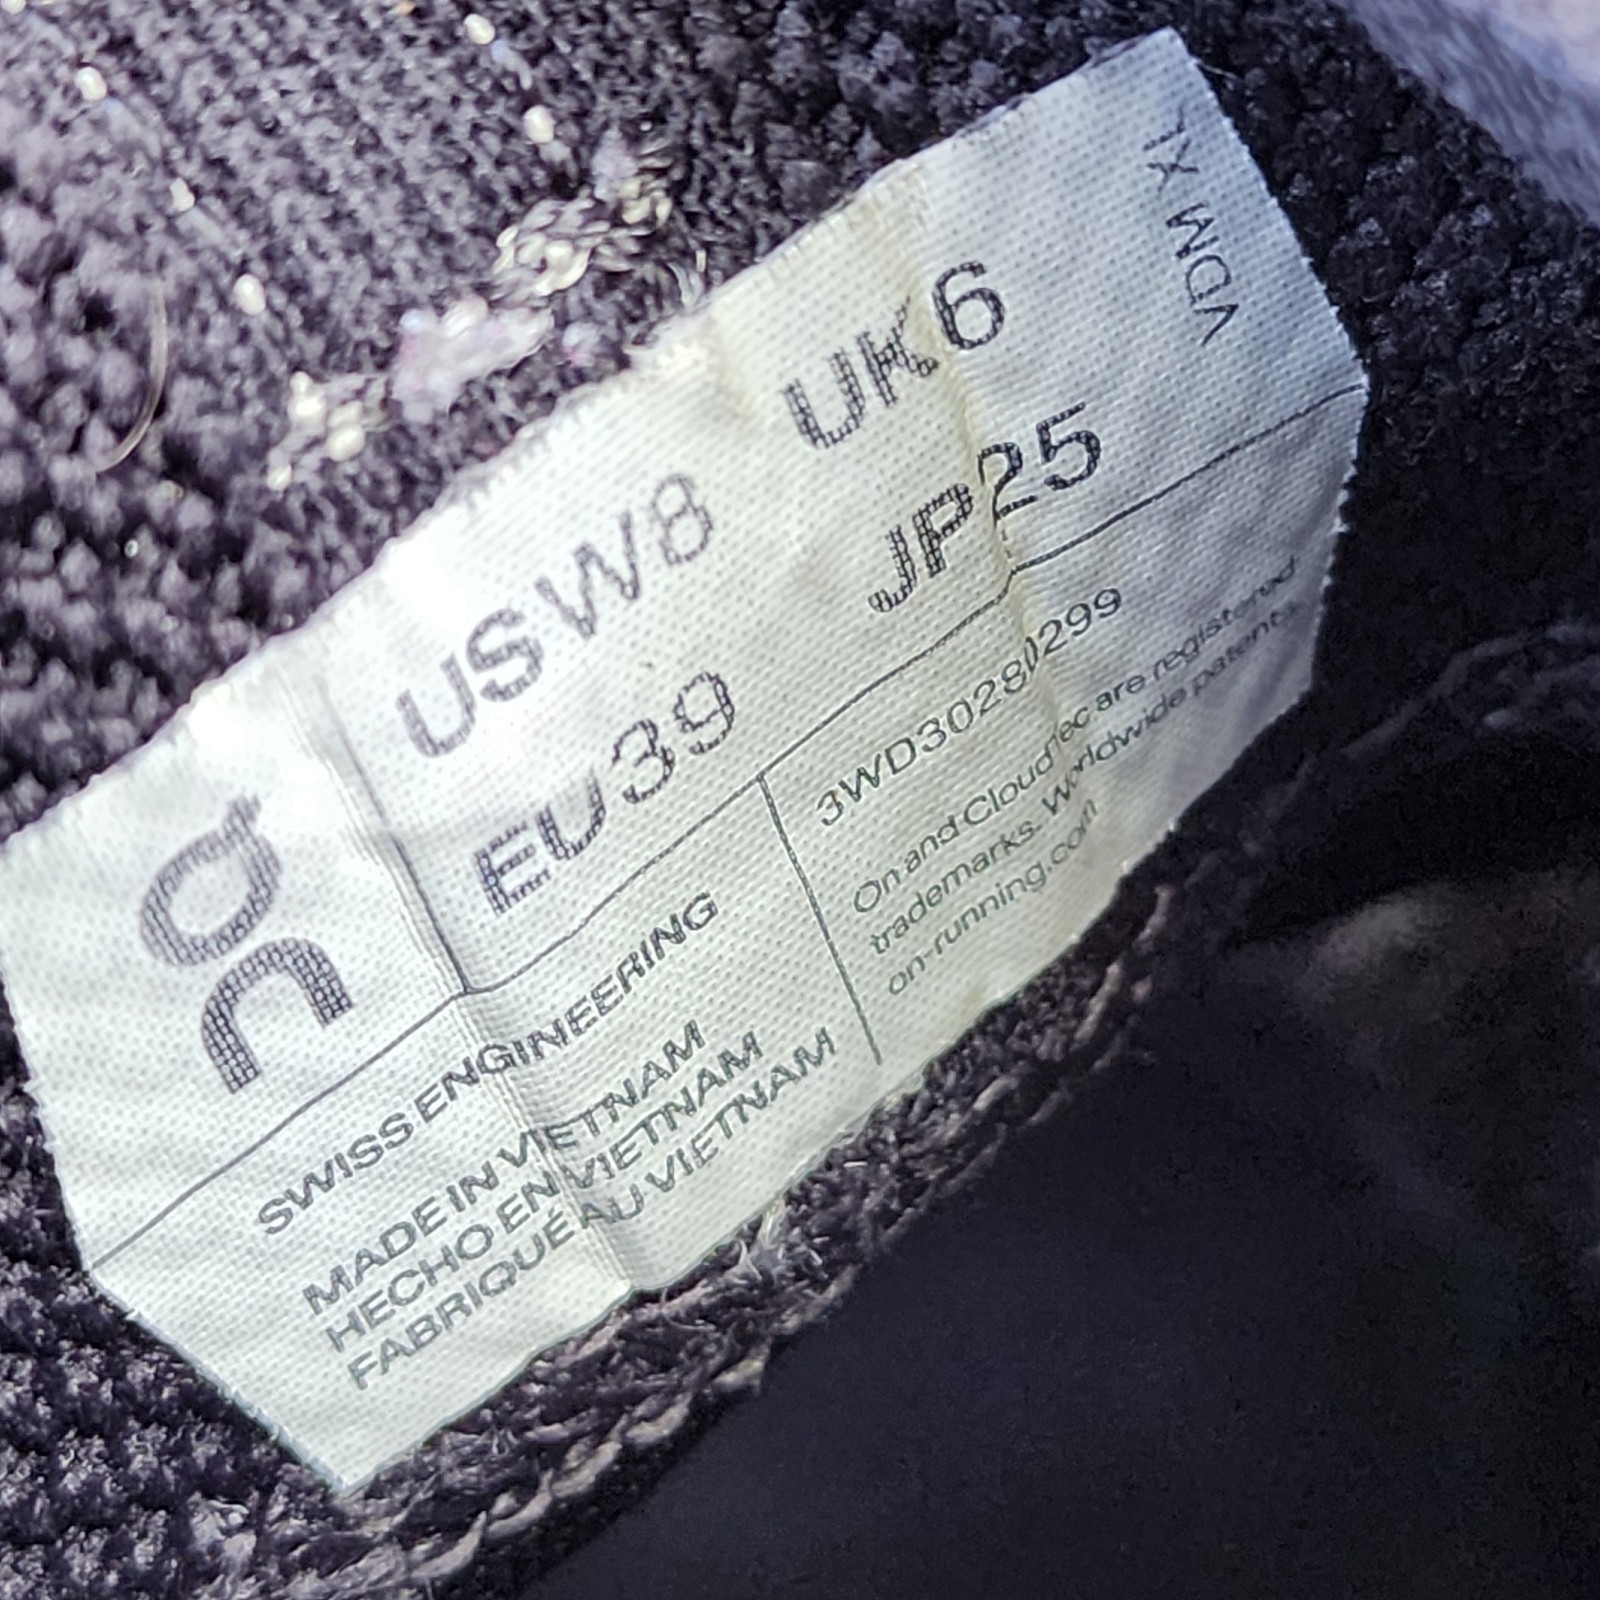 On
USW8 UK6
EU39 JP25
VDM XL
SWISS ENGINEERING
MADE IN VIETNAM
HECHO EN VIETNAM
FABRIQUÉ AU VIETNAM
3WD30280299
On and CloudTec are registered
trademarks. Worldwide patents.
on-running.com